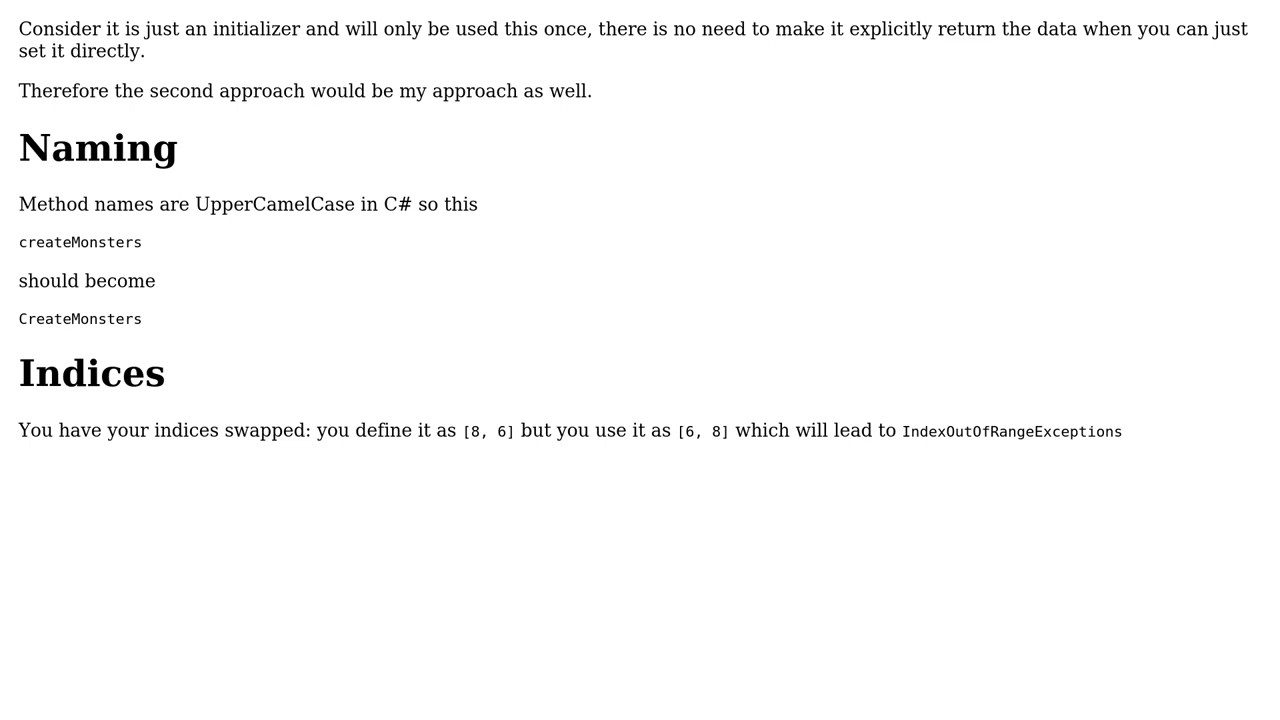 Consider it is just an initializer and will only be used this once, there is no need to make it explicitly return the data when you can just
set it directly.
Therefore the second approach would be my approach as well.
Naming
Method names are UpperCamelCase in C# so this
createMonsters
should become
CreateMonsters
Indices
You have your indices swapped: you define it as [8, 6] but you use it as [6, 8] which will lead to IndexOutOfRangeExceptions